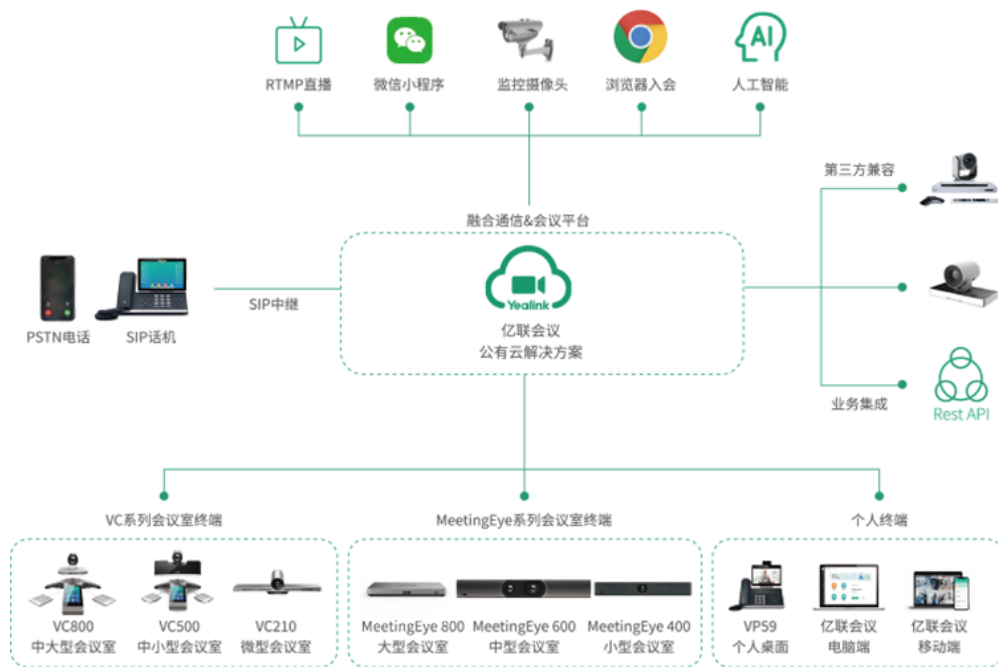 AI
RTMP直播
微信小程序
监控摄像头
浏览器入会
人工智能
第三方兼容
融合通信&会议平台
Yealink
SIP中继
亿联会议
公有云解决方案
PSTN电话
SIP话机
业务集成
Rest API
VC系列会议室终端
MeetingEye系列会议室终端
个人终端
VC800
中大型会议室
VC500
中小型会议室
VC210
微型会议室
MeetingEye 800
大型会议室
MeetingEye 600
中型会议室
MeetingEye 400
小型会议室
VP59
个人桌面
亿联会议
电脑端
亿联会议
移动端